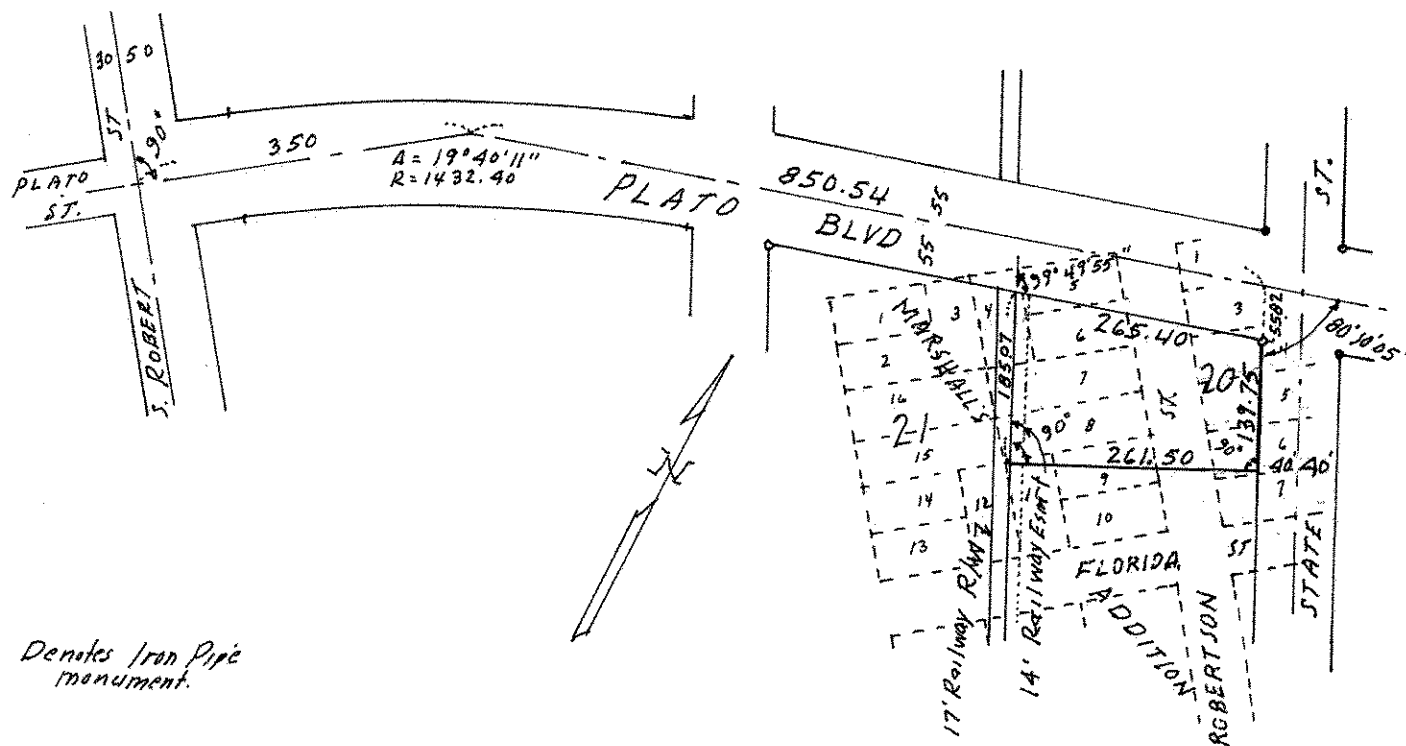 30 50
ST
90°
350
PLATO
ST.
A = 19°40'11"
R = 1432.40
PLATO
BLVD
850.54
55
55
S. ROBERT
ST.
99°49'55"
1
5
3
1
3
4
6
265.40
5582
80°10'05"
MARSHALL'S
2
18507
7
ST.
20
139.75
5
16
21
90°
8
90°
6
15
261.50
40 40'
9
7
14
12
10
13
FLORIDA
ST
STATE
17' Railway R/W
14' Railway Esm't
ADDITION
ROBERTSON
N
Denotes Iron Pipe
monument.